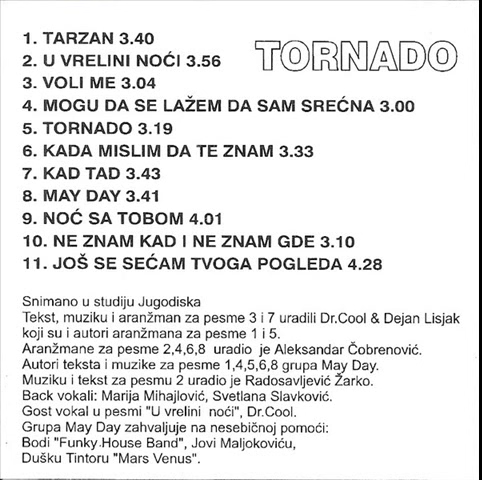 TORNADO
1. TARZAN 3.40
2. U VRELINI NOĆI 3.56
3. VOLI ME 3.04
4. MOGU DA SE LAŽEM DA SAM SREĆNA 3.00
5. TORNADO 3.19
6. KADA MISLIM DA TE ZNAM 3.33
7. KAD TAD 3.43
8. MAY DAY 3.41
9. NOĆ SA TOBOM 4.01
10. NE ZNAM KAD I NE ZNAM GDE 3.10
11. JOŠ SE SEĆAM TVOGA POGLEDA 4.28
Snimano u studiju Jugodiska
Tekst, muziku i aranžman za pesme 3 i 7 uradili Dr.Cool & Dejan Lisjak
koji su i autori aranžmana za pesme 1 i 5.
Aranžmane za pesme 2,4,6,8 uradio je Aleksandar Čobrenović.
Autori teksta i muzike za pesme 1,4,5,6,8 grupa May Day.
Muziku i tekst za pesmu 2 uradio je Radosavljević Žarko.
Back vokali: Marija Mihajlović, Svetlana Slavković.
Gost vokal u pesmi "U vrelini noći", Dr.Cool.
Grupa May Day zahvaljuje na nesebičnoj pomoći:
Bodi "Funky House Band", Jovi Maljokoviću,
Dušku Tintoru "Mars Venus".